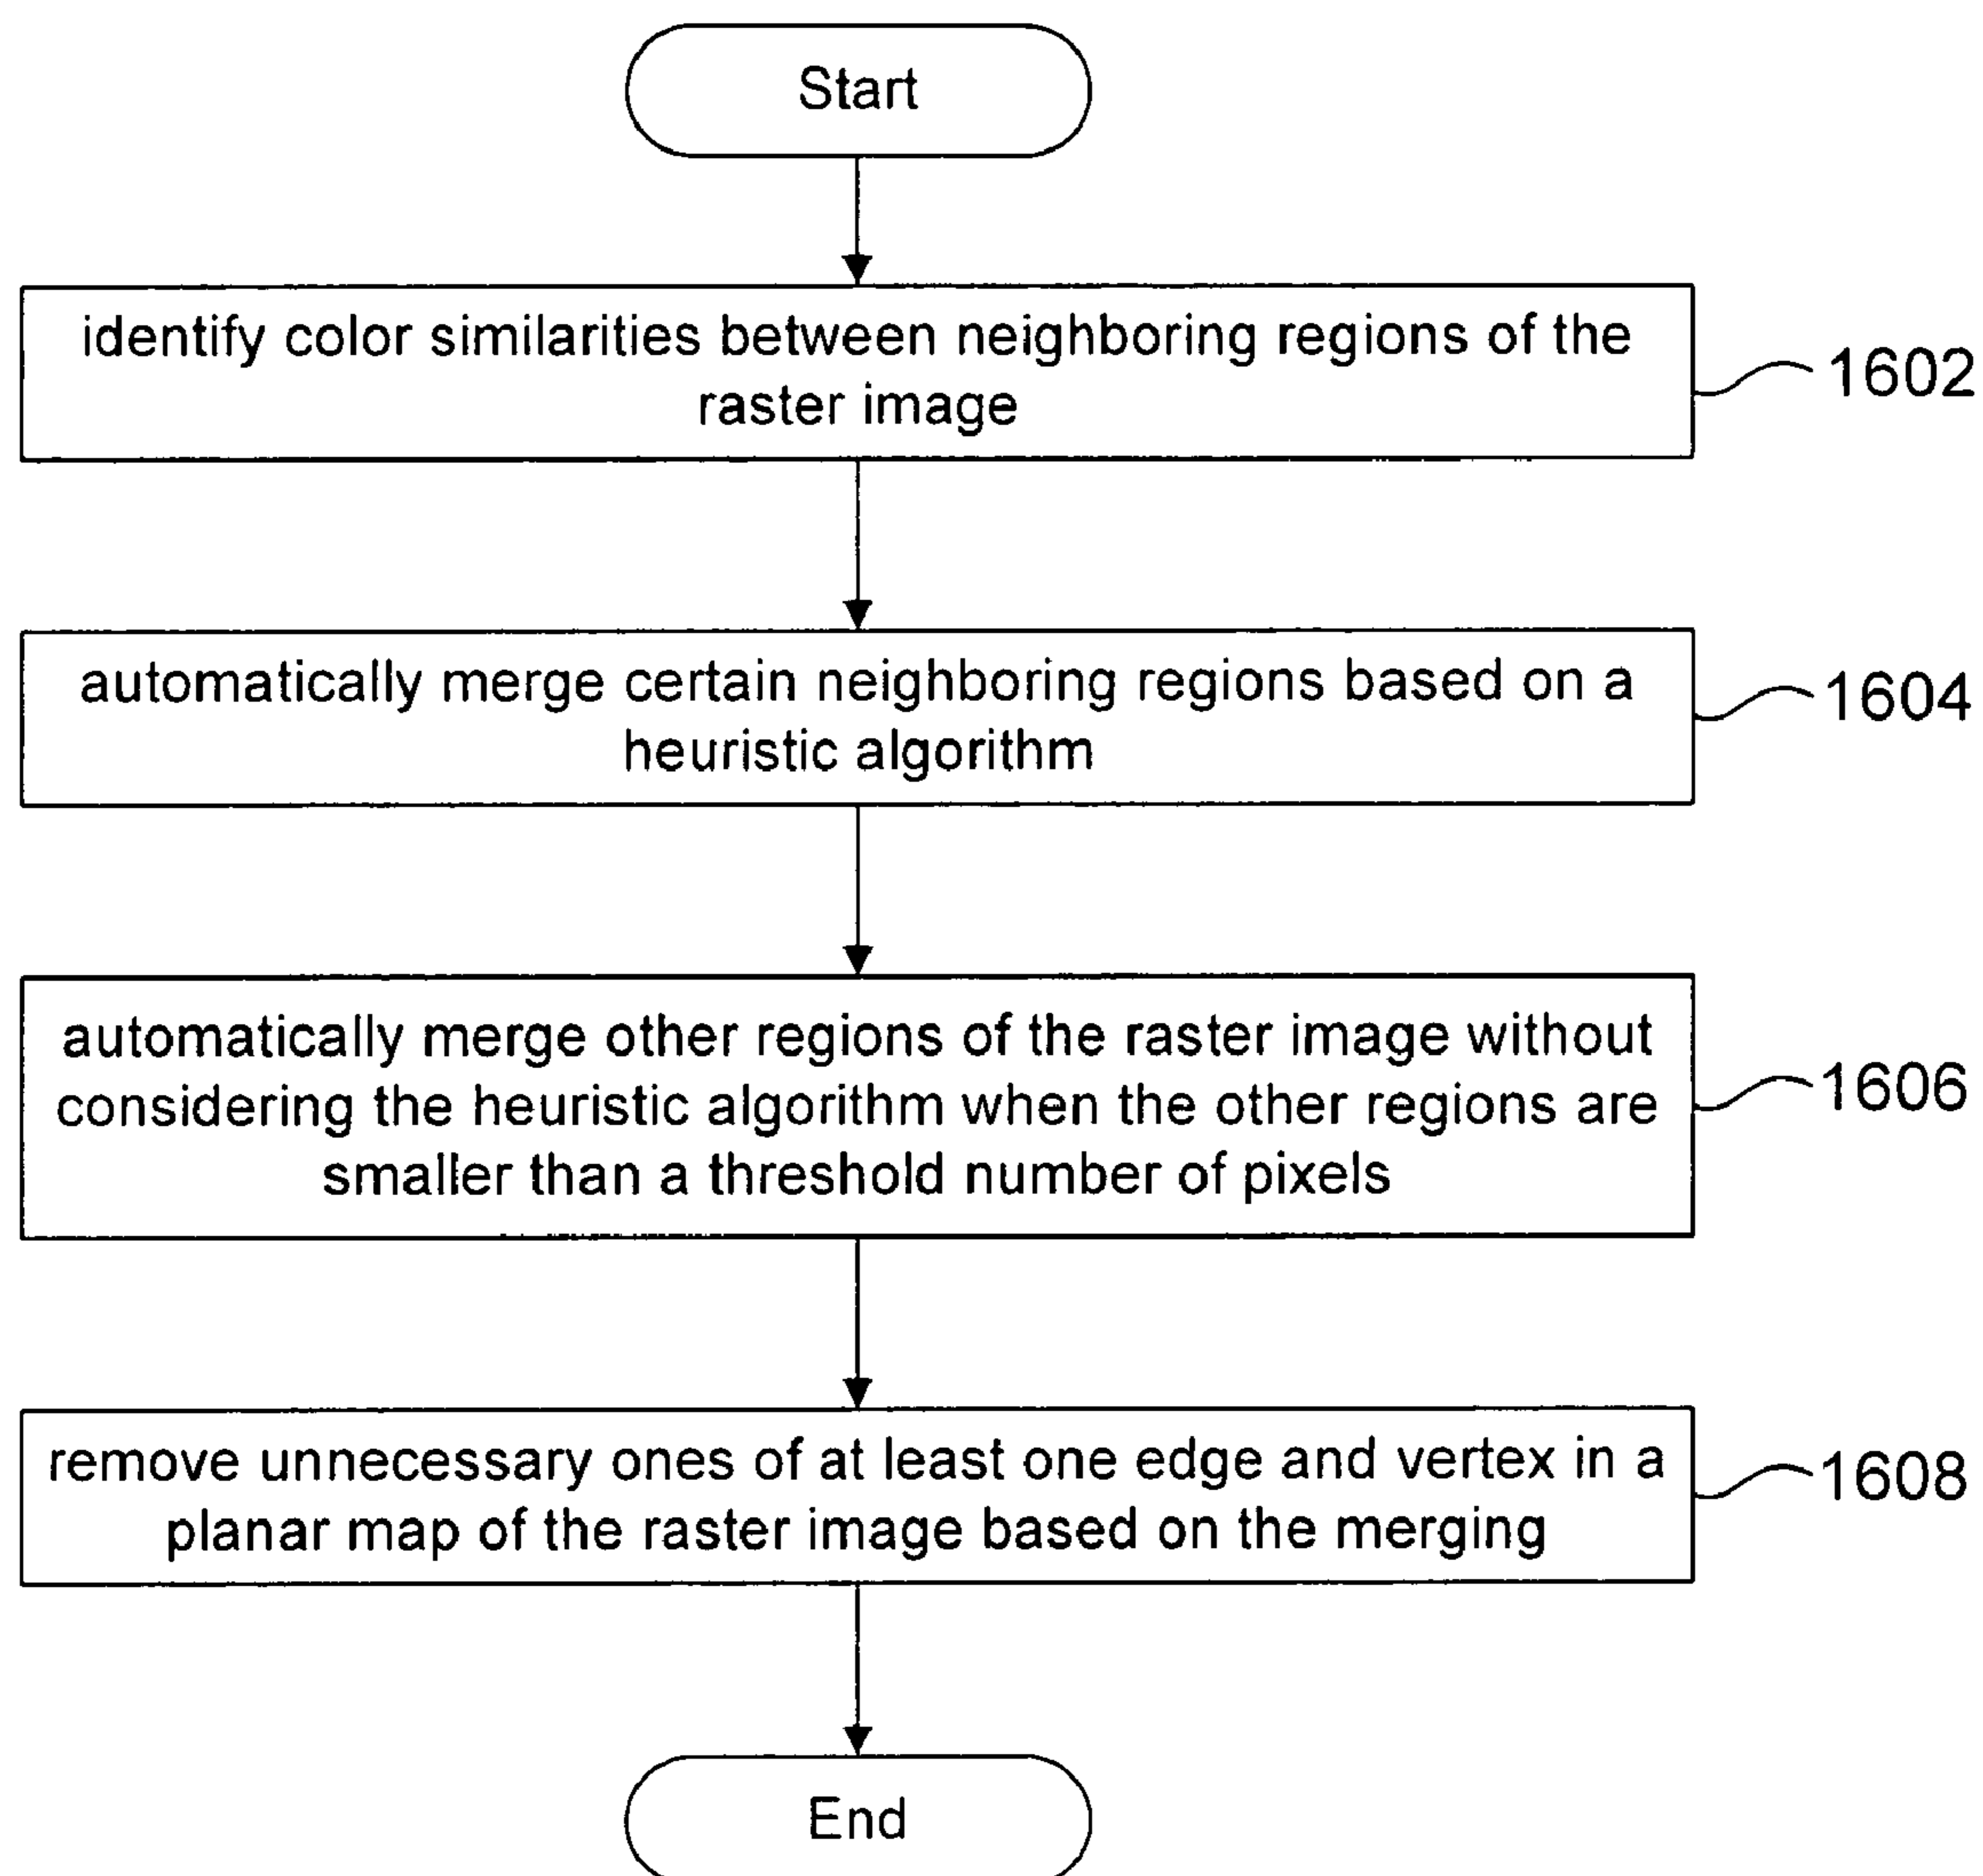 Start
identify color similarities between neighboring regions of the
raster image
1602
automatically merge certain neighboring regions based on a
heuristic algorithm
1604
automatically merge other regions of the raster image without
considering the heuristic algorithm when the other regions are
smaller than a threshold number of pixels
1606
remove unnecessary ones of at least one edge and vertex in a
planar map of the raster image based on the merging
1608
End